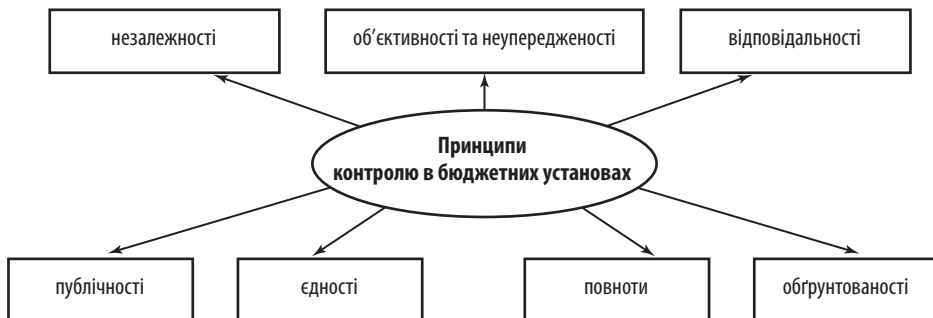 незалежності
об’єктивності та неупередженості
відповідальності
Принципи
контролю в бюджетних установах
публічності
єдності
повноти
обґрунтованості